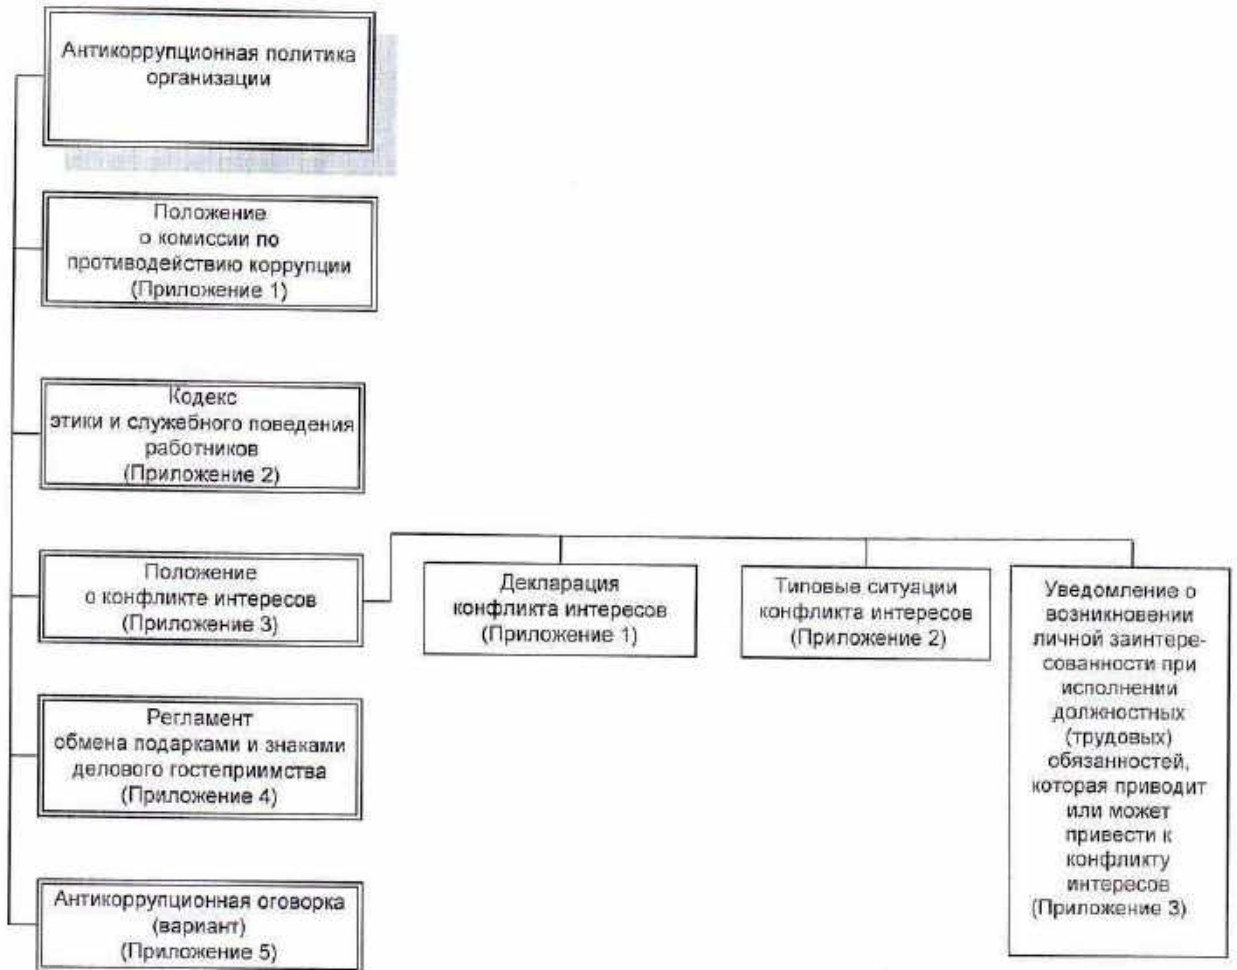 Антикоррупционная политика
организации
Положение
о комиссии по
противодействию коррупции
(Приложение 1)
Кодекс
этики и служебного поведения
работников
(Приложение 2)
Положение
о конфликте интересов
(Приложение 3)
Декларация
конфликта интересов
(Приложение 1)
Типовые ситуации
конфликта интересов
(Приложение 2)
Уведомление о
возникновении
личной заинтере-
сованности при
исполнении
должностных
(трудовых)
обязанностей,
которая приводит
или может
привести к
конфликту
интересов
(Приложение 3)
Регламент
обмена подарками и знаками
делового гостеприимства
(Приложение 4)
Антикоррупционная оговорка
(вариант)
(Приложение 5)